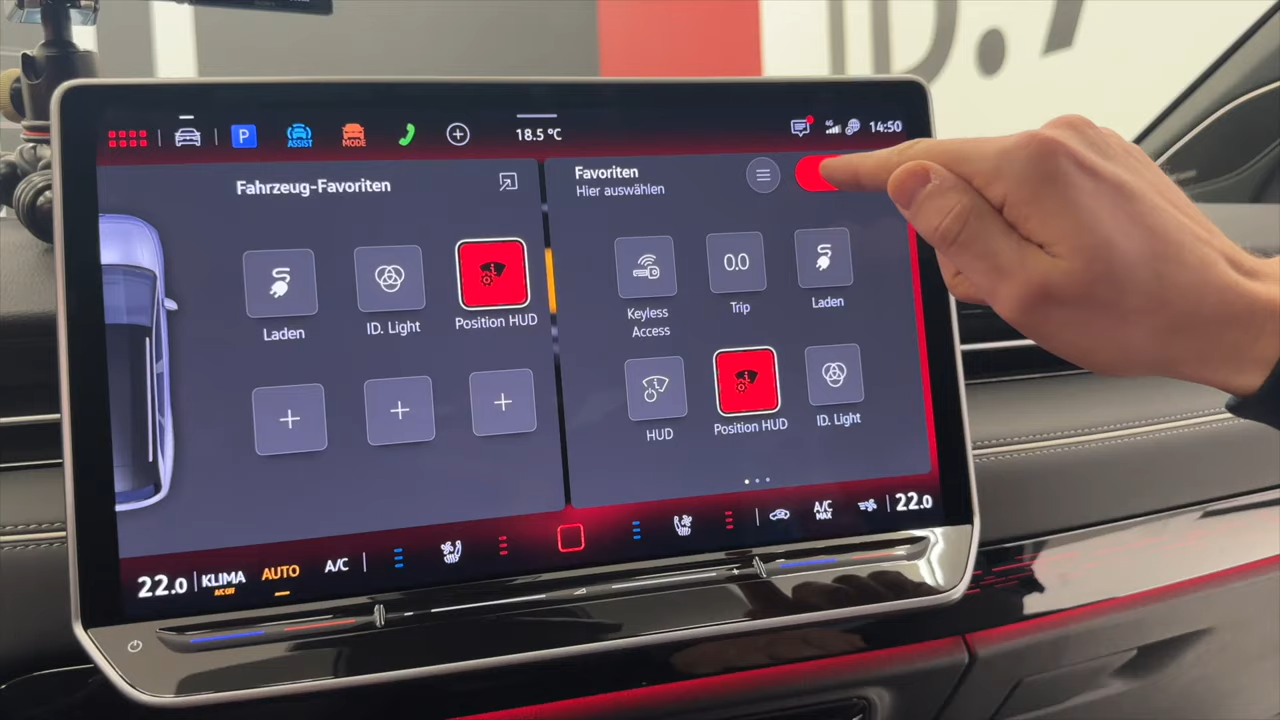 ID.7
P
ASSIST
MODE
18.5 °C
4G
14:50
Fahrzeug-Favoriten
Laden
ID. Light
Position HUD
Favoriten
Hier auswählen
Keyless
Access
0.0
Trip
Laden
HUD
Position HUD
ID. Light
22.0
KLIMA
A/C OFF
AUTO
A/C
A/C
MAX
22.0